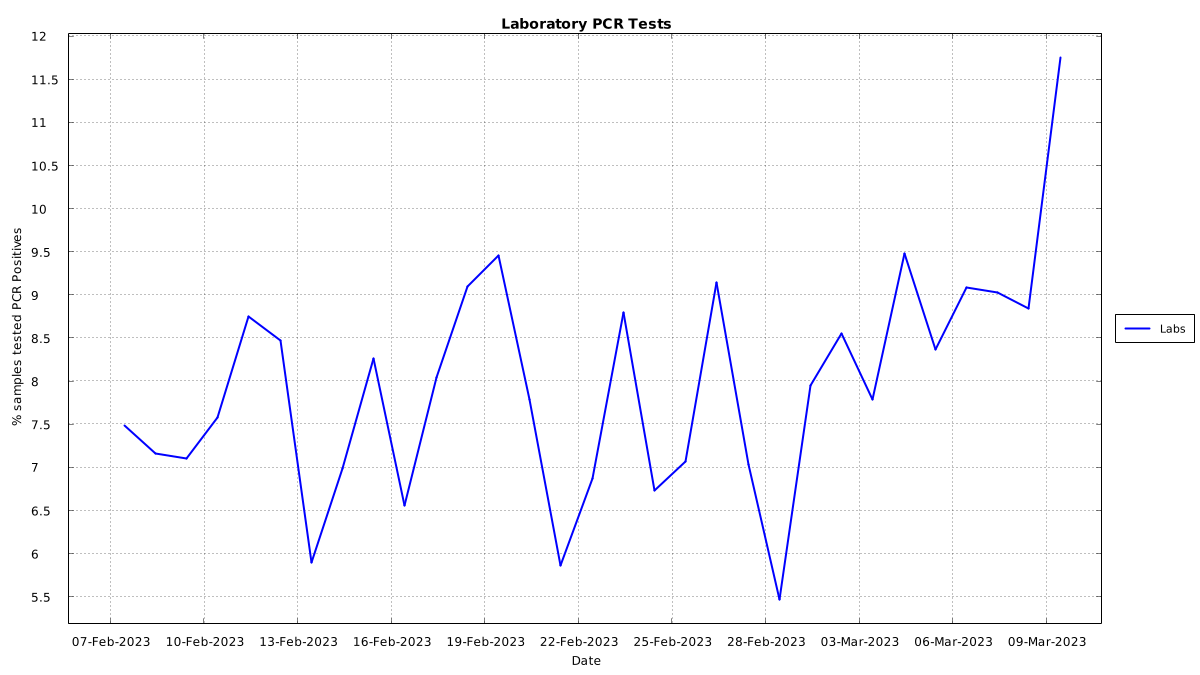 Laboratory PCR Tests
12
11.5
11
10.5
10
9.5
9
8.5
8
7.5
7
6.5
6
5.5
% samples tested PCR Positives
07-Feb-2023 10-Feb-2023 13-Feb-2023 16-Feb-2023 19-Feb-2023 22-Feb-2023 25-Feb-2023 28-Feb-2023 03-Mar-2023 06-Mar-2023 09-Mar-2023
Date
Labs